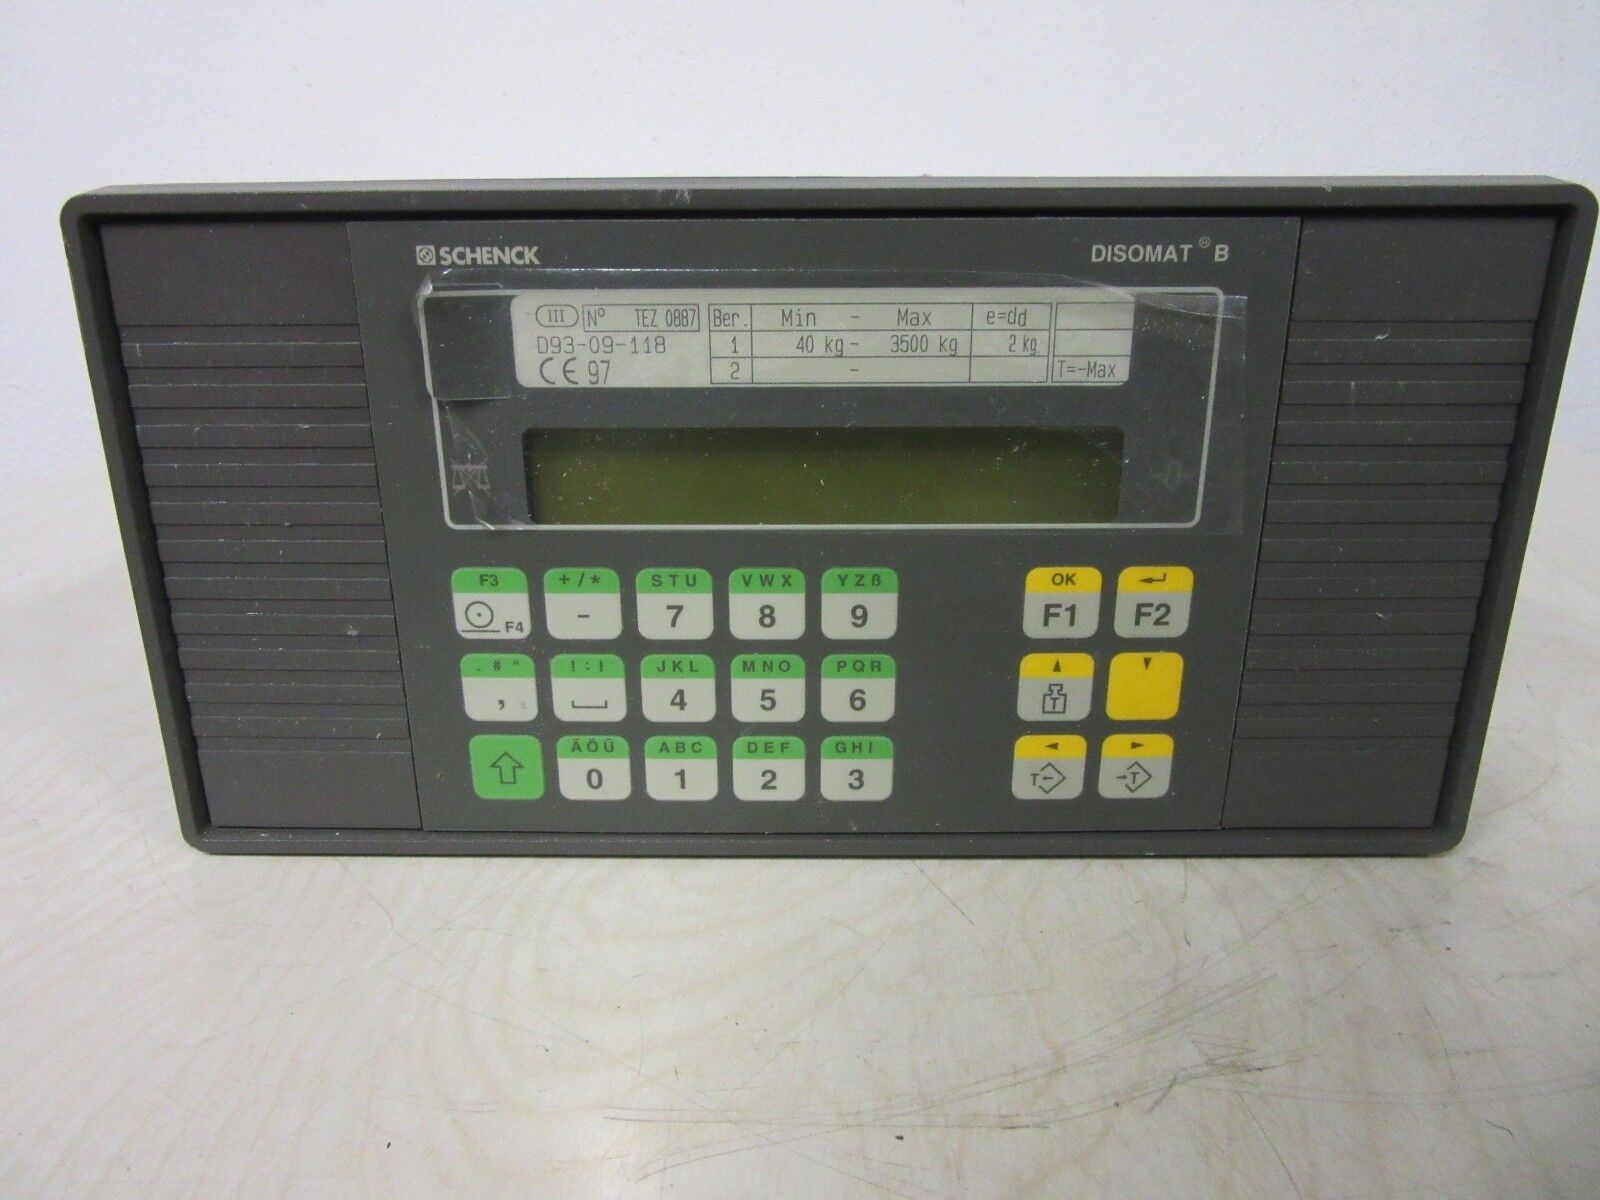 SCHENCK
DISOMAT ® B
III N° TEZ 0887 Ber. Min - Max e=dd
D93-09-118 1 40 kg - 3500 kg 2 kg
CE 97 2 - T=-Max
F3 +/* STU VWX YZß OK
F4 - 7 8 9 F1 F2
. # " ! : I JKL MNO PQR
, 4 5 6 T
ÄÖÜ ABC DEF GHI
0 1 2 3 T T